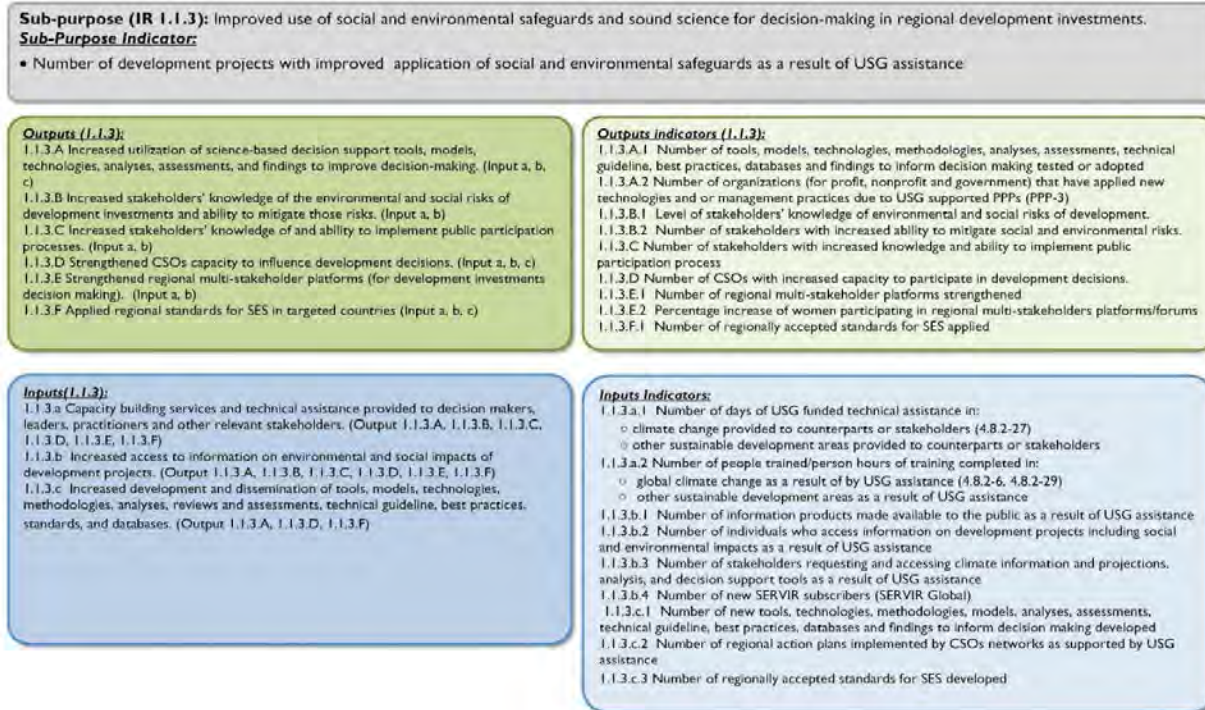 Sub-purpose (IR 1.1.3): Improved use of social and environmental safeguards and sound science for decision-making in regional development investments.
Sub-Purpose Indicator:
• Number of development projects with improved application of social and environmental safeguards as a result of USG assistance
Outputs (1.1.3):
1.1.3.A Increased utilization of science-based decision support tools, models,
technologies, analyses, assessments, and findings to improve decision-making. (Input a, b,
c)
1.1.3.B Increased stakeholders' knowledge of the environmental and social risks of
development investments and ability to mitigate those risks. (Input a, b)
1.1.3.C Increased stakeholders' knowledge of and ability to implement public participation
processes. (Input a, b)
1.1.3.D Strengthened CSOs capacity to influence development decisions. (Input a, b, c)
1.1.3.E Strengthened regional multi-stakeholder platforms (for development investments
decision making). (Input a, b)
1.1.3.F Applied regional standards for SES in targeted countries (Input a, b, c)
Outputs indicators (1.1.3):
1.1.3.A.1 Number of tools, models, technologies, methodologies, analyses, assessments, technical
guideline, best practices, databases and findings to inform decision making tested or adopted
1.1.3.A.2 Number of organizations (for profit, nonprofit and government) that have applied new
technologies and or management practices due to USG supported PPPs (PPP-3)
1.1.3.B.1 Level of stakeholders' knowledge of environmental and social risks of development.
1.1.3.B.2 Number of stakeholders with increased ability to mitigate social and environmental risks.
1.1.3.C Number of stakeholders with increased knowledge and ability to implement public
participation process
1.1.3.D Number of CSOs with increased capacity to participate in development decisions.
1.1.3.E.1 Number of regional multi-stakeholder platforms strengthened
1.1.3.E.2 Percentage increase of women participating in regional multi-stakeholders platforms/forums
1.1.3.F.1 Number of regionally accepted standards for SES applied
Inputs(1.1.3):
1.1.3.a Capacity building services and technical assistance provided to decision makers,
leaders, practitioners and other relevant stakeholders. (Output 1.1.3.A, 1.1.3.B, 1.1.3.C,
1.1.3.D, 1.1.3.E, 1.1.3.F)
1.1.3.b Increased access to information on environmental and social impacts of
development projects. (Output 1.1.3.A, 1.1.3.B, 1.1.3.C, 1.1.3.D, 1.1.3.E, 1.1.3.F)
1.1.3.c Increased development and dissemination of tools, models, technologies,
methodologies, analyses, reviews and assessments, technical guideline, best practices,
standards, and databases. (Output 1.1.3.A, 1.1.3.D, 1.1.3.F)
Inputs Indicators:
1.1.3.a.1 Number of days of USG funded technical assistance in:
○ climate change provided to counterparts or stakeholders (4.8.2-27)
○ other sustainable development areas provided to counterparts or stakeholders
1.1.3.a.2 Number of people trained/person hours of training completed in:
○ global climate change as a result of by USG assistance (4.8.2-6, 4.8.2-29)
○ other sustainable development areas as a result of USG assistance
1.1.3.b.1 Number of information products made available to the public as a result of USG assistance
1.1.3.b.2 Number of individuals who access information on development projects including social
and environmental impacts as a result of USG assistance
1.1.3.b.3 Number of stakeholders requesting and accessing climate information and projections,
analysis, and decision support tools as a result of USG assistance
1.1.3.b.4 Number of new SERVIR subscribers (SERVIR Global)
1.1.3.c.1 Number of new tools, technologies, methodologies, models, analyses, assessments,
technical guideline, best practices, databases and findings to inform decision making developed
1.1.3.c.2 Number of regional action plans implemented by CSOs networks as supported by USG
assistance
1.1.3.c.3 Number of regionally accepted standards for SES developed